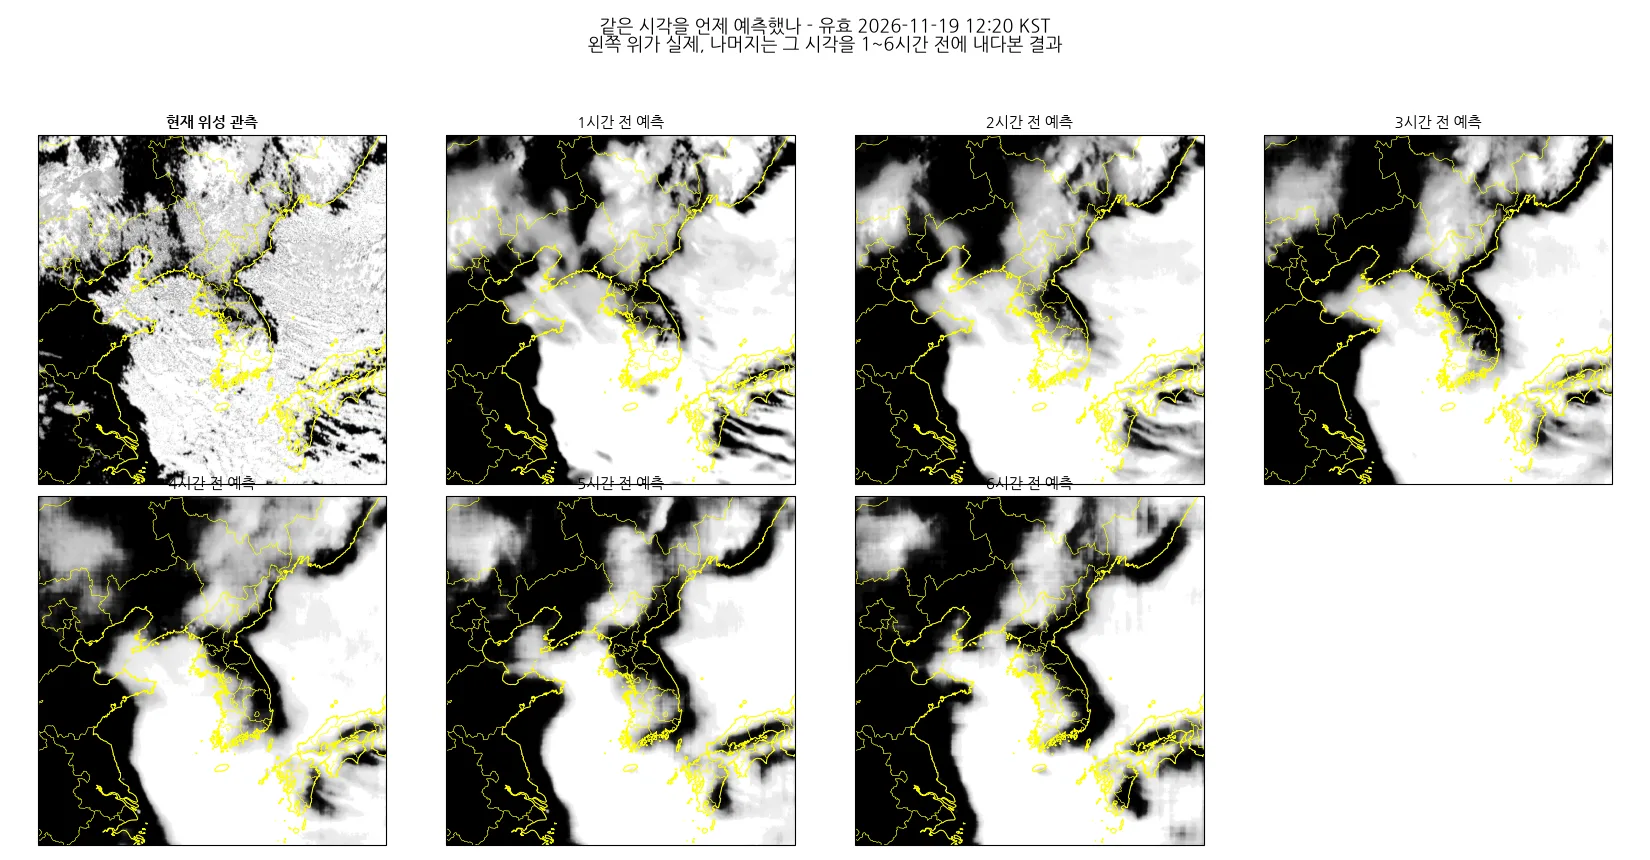 같은 시각을 언제 예측했나 - 유효 2026-11-19 12:20 KST
왼쪽 위가 실제, 나머지는 그 시각을 1~6시간 전에 내다본 결과
현재 위성 관측
1시간 전 예측
2시간 전 예측
3시간 전 예측
4시간 전 예측
5시간 전 예측
6시간 전 예측